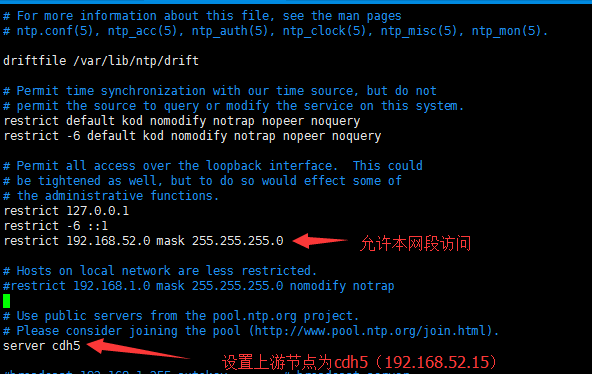 # For more information about this file, see the man pages
# ntp.conf(5), ntp_acc(5), ntp_auth(5), ntp_clock(5), ntp_misc(5), ntp_mon(5).
driftfile /var/lib/ntp/drift
# Permit time synchronization with our time source, but do not
# permit the source to query or modify the service on this system.
restrict default kod nomodify notrap nopeer noquery
restrict -6 default kod nomodify notrap nopeer noquery
# Permit all access over the loopback interface.  This could
# be tightened as well, but to do so would effect some of
# the administrative functions.
restrict 127.0.0.1
restrict -6 ::1
restrict 192.168.52.0 mask 255.255.255.0 允许本网段访问
# Hosts on local network are less restricted.
#restrict 192.168.1.0 mask 255.255.255.0 nomodify notrap
# Use public servers from the pool.ntp.org project.
# Please consider joining the pool (http://www.pool.ntp.org/join.html).
server cdh5
设置上游节点为cdh5（192.168.52.15）